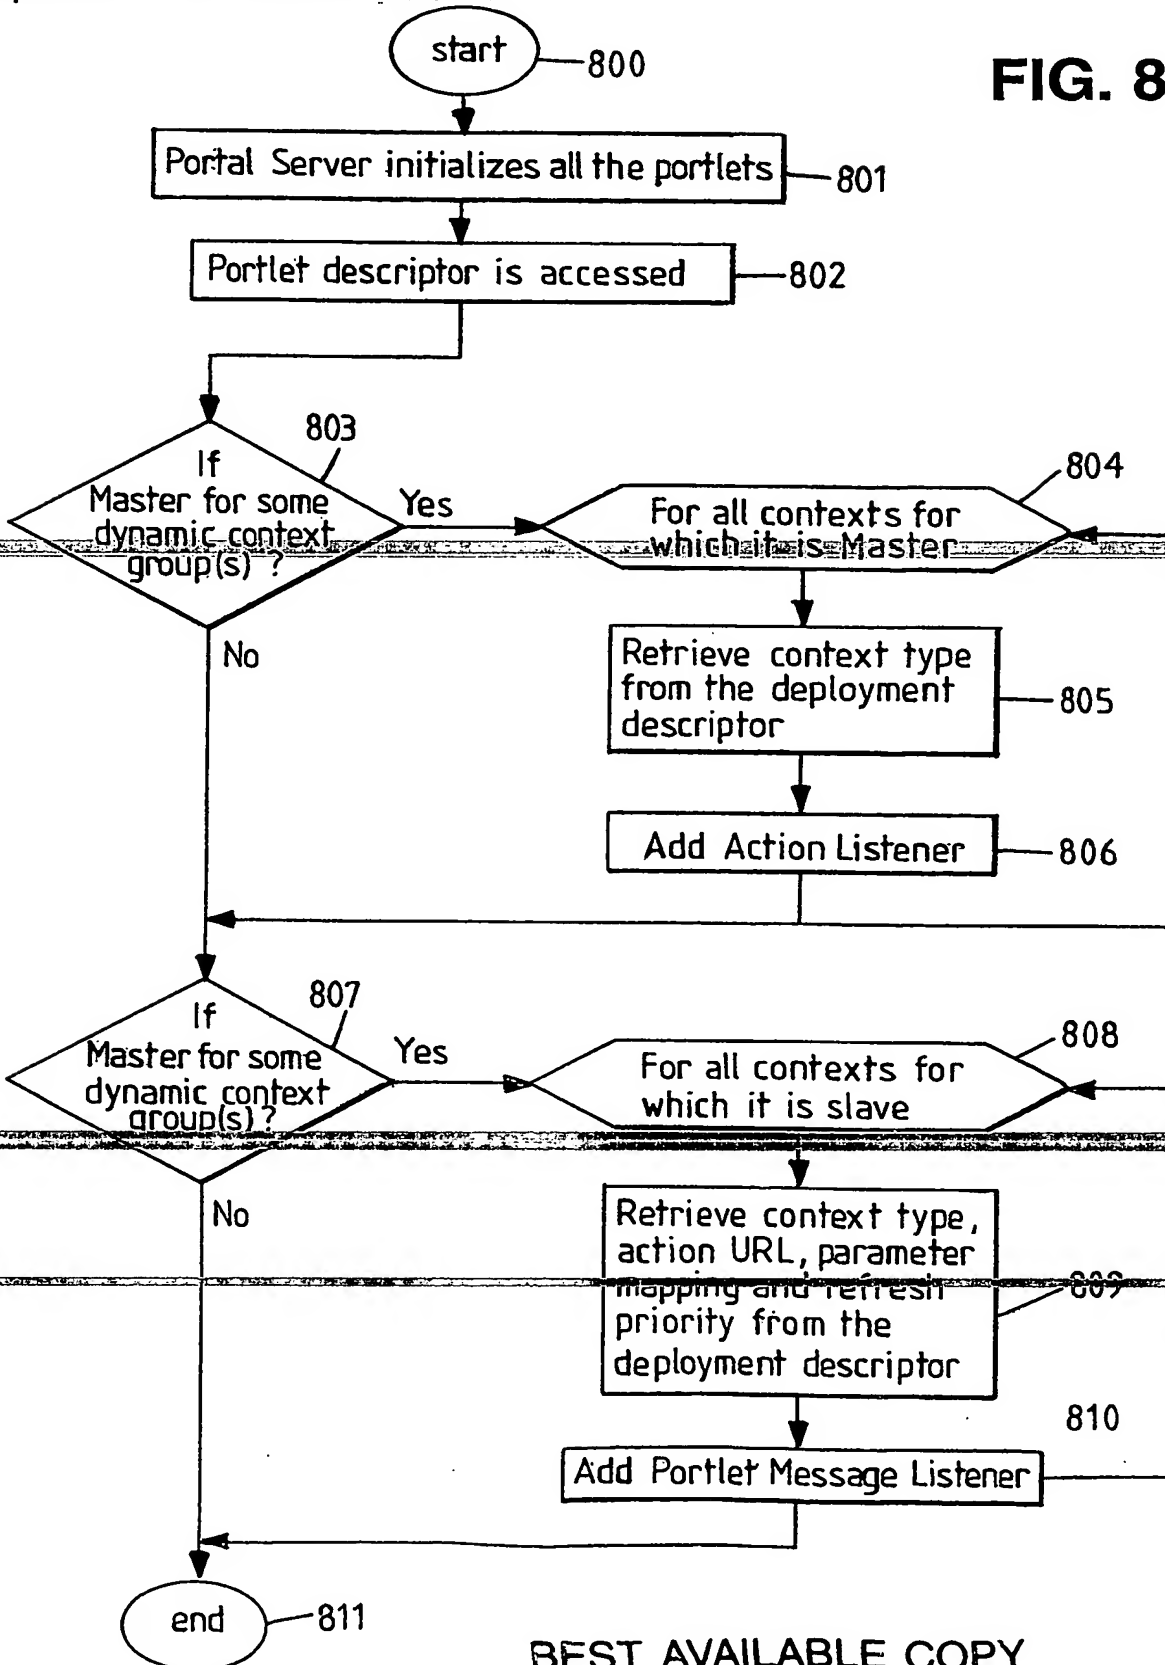 start
800
FIG. 8
Portal Server initializes all the portlets
801
Portlet descriptor is accessed
802
803
If
Master for some
dynamic context
group(s) ?
Yes
No
804
For all contexts for
which it is Master
Retrieve context type
from the deployment
descriptor
805
Add Action Listener
806
807
If
Master for some
dynamic context
group(s) ?
Yes
No
808
For all contexts for
which it is slave
Retrieve context type,
action URL, parameter
mapping and refresh
priority from the
deployment descriptor
809
810
Add Portlet Message Listener
end
811
BEST AVAILABLE COPY